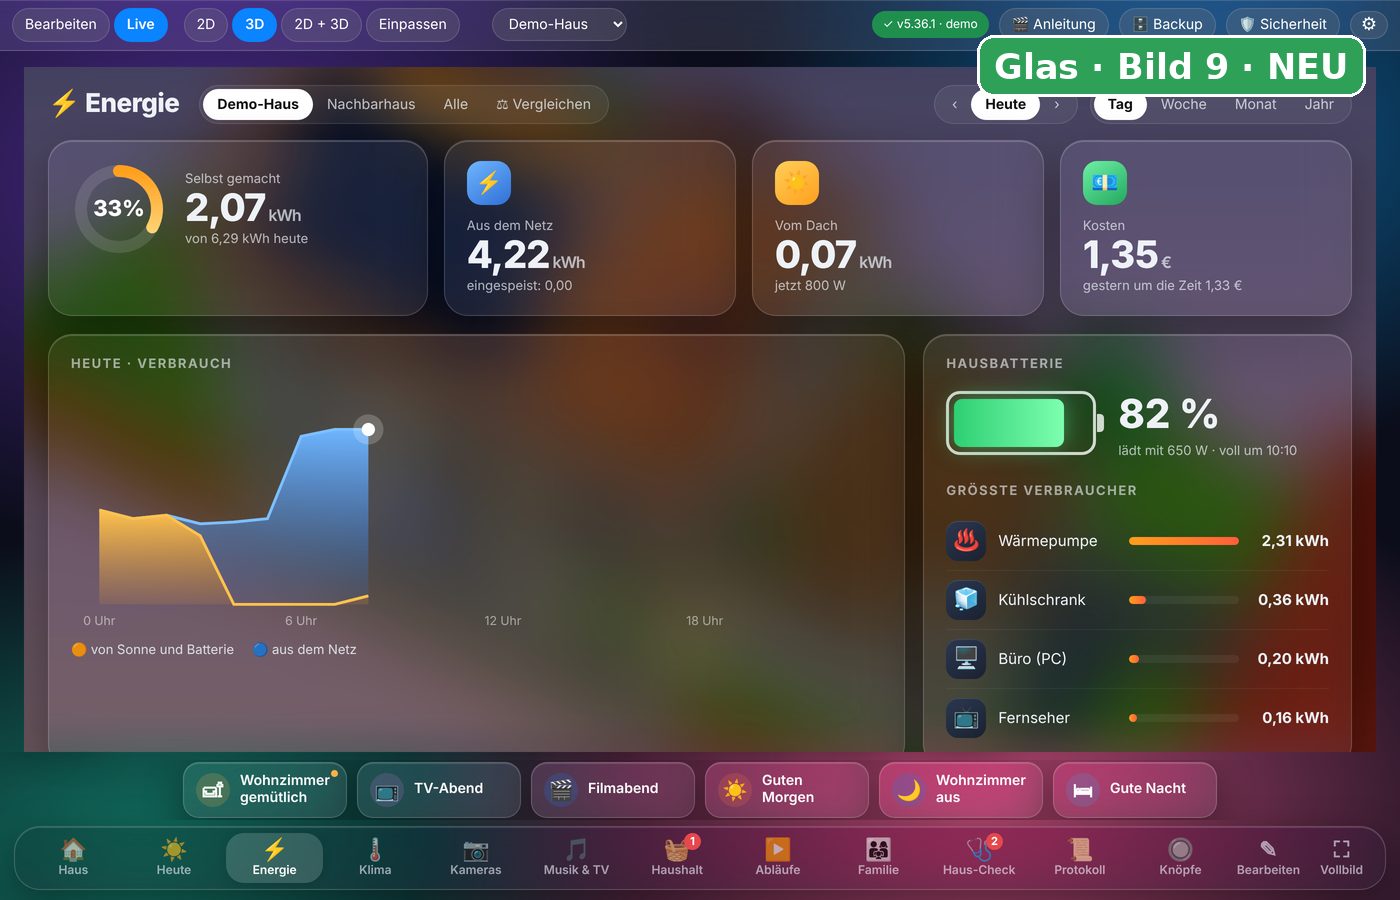 Bearbeiten Live 2D 3D 2D + 3D Einpassen Demo-Haus ✓ v5.36.1 · demo Anleitung Backup Sicherheit
Glas · Bild 9 · NEU
Energie Demo-Haus Nachbarhaus Alle Vergleichen ‹ Heute › Tag Woche Monat Jahr
33%
Selbst gemacht
2,07 kWh
von 6,29 kWh heute
Aus dem Netz
4,22 kWh
eingespeist: 0,00
Vom Dach
0,07 kWh
jetzt 800 W
Kosten
1,35 €
gestern um die Zeit 1,33 €
HEUTE · VERBRAUCH
0 Uhr 6 Uhr 12 Uhr 18 Uhr
von Sonne und Batterie aus dem Netz
HAUSBATTERIE
82 %
lädt mit 650 W · voll um 10:10
GRÖSSTE VERBRAUCHER
Wärmepumpe 2,31 kWh
Kühlschrank 0,36 kWh
Büro (PC) 0,20 kWh
Fernseher 0,16 kWh
Wohnzimmer
gemütlich
TV-Abend
Filmabend
Guten
Morgen
Wohnzimmer
aus
Gute Nacht
1 2
Haus Heute Energie Klima Kameras Musik & TV Haushalt Abläufe Familie Haus-Check Protokoll Knöpfe Bearbeiten Vollbild